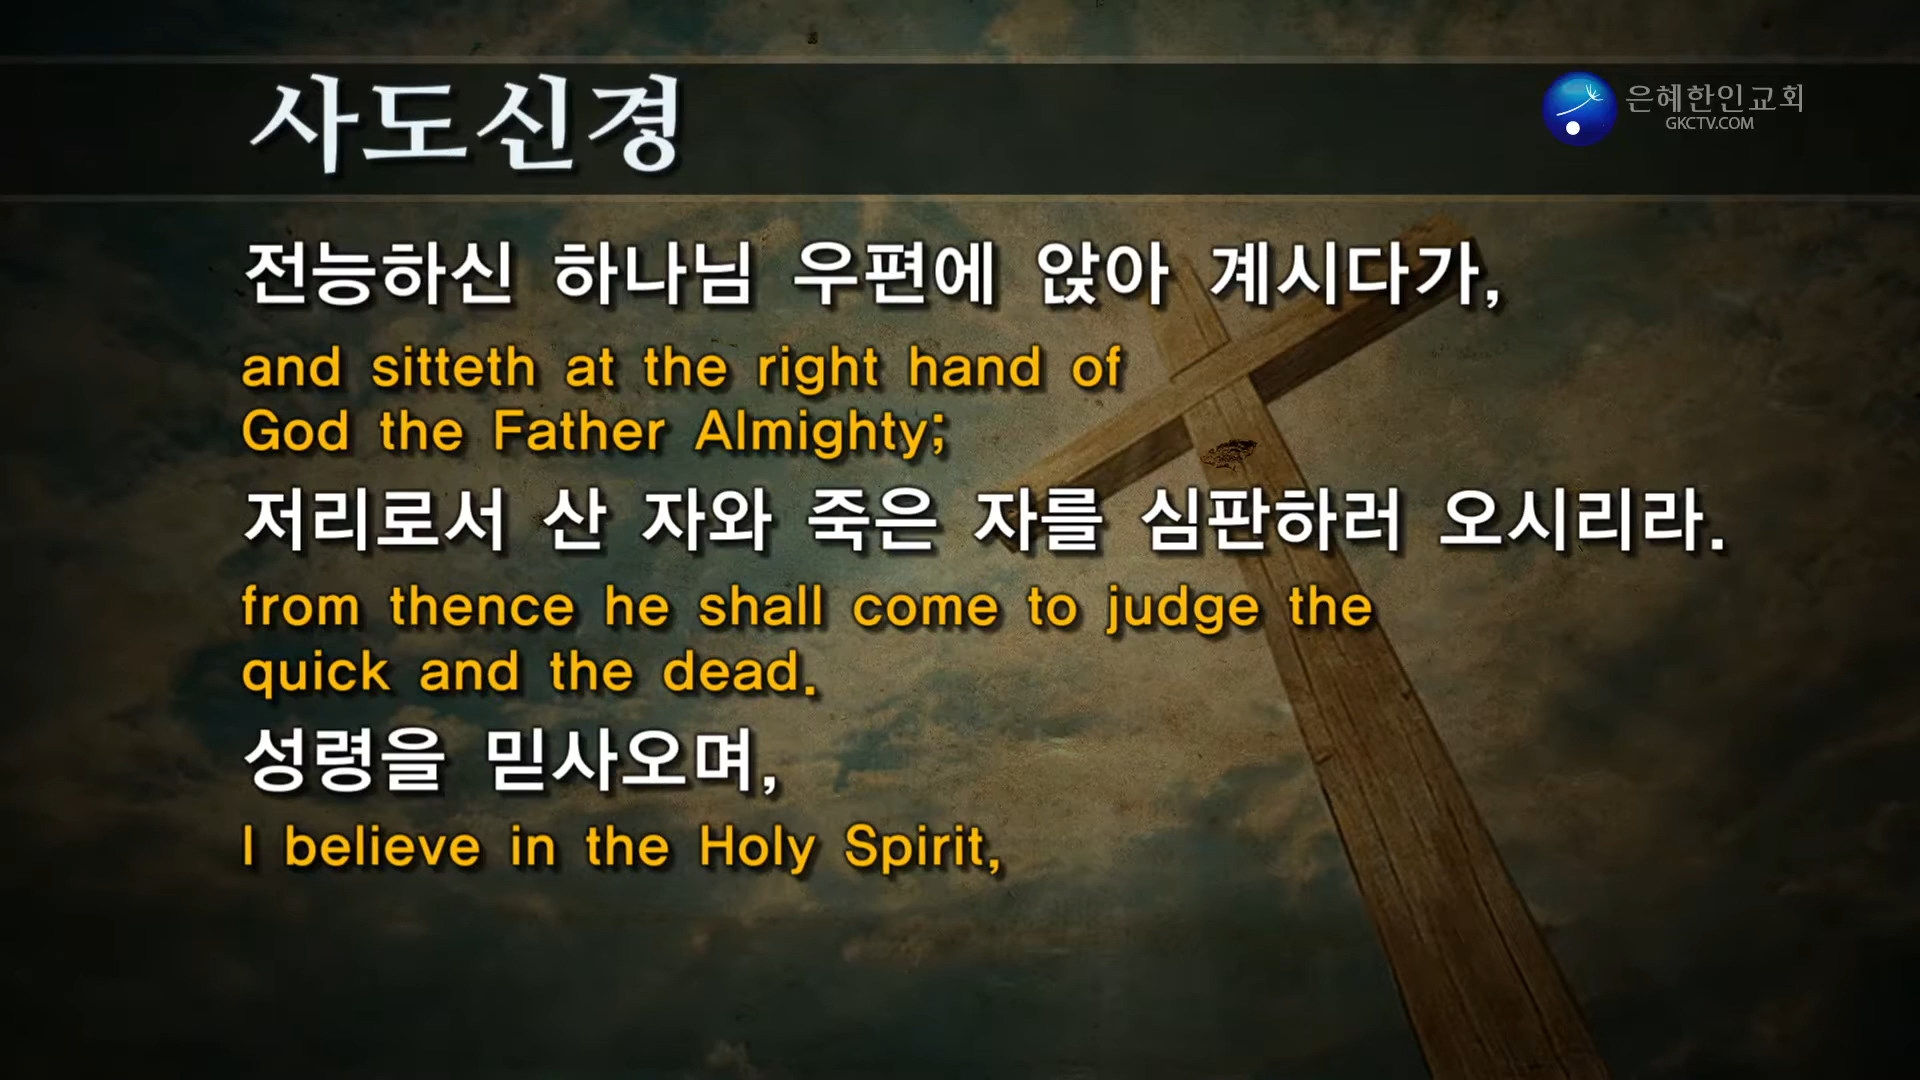 사도신경
은혜한인교회
GKCTV.COM
전능하신 하나님 우편에 앉아 계시다가,
and sitteth at the right hand of
God the Father Almighty;
저리로서 산 자와 죽은 자를 심판하러 오시리라.
from thence he shall come to judge the
quick and the dead.
성령을 믿사오며,
I believe in the Holy Spirit,